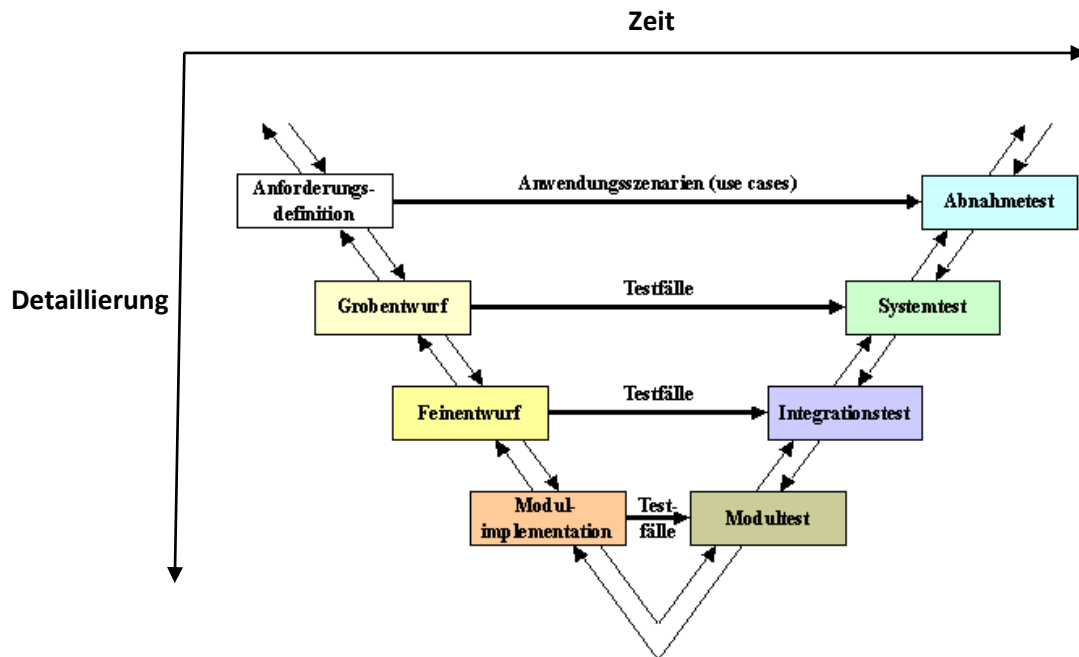 Zeit
Anforderungs-
definition
Anwendungsszenarien (use cases)
Abnahmetest
Detaillierung
Grobentwurf
Testfälle
Systemtest
Feinentwurf
Testfälle
Integrationstest
Modul-
implementation
Test-
fälle
Modultest